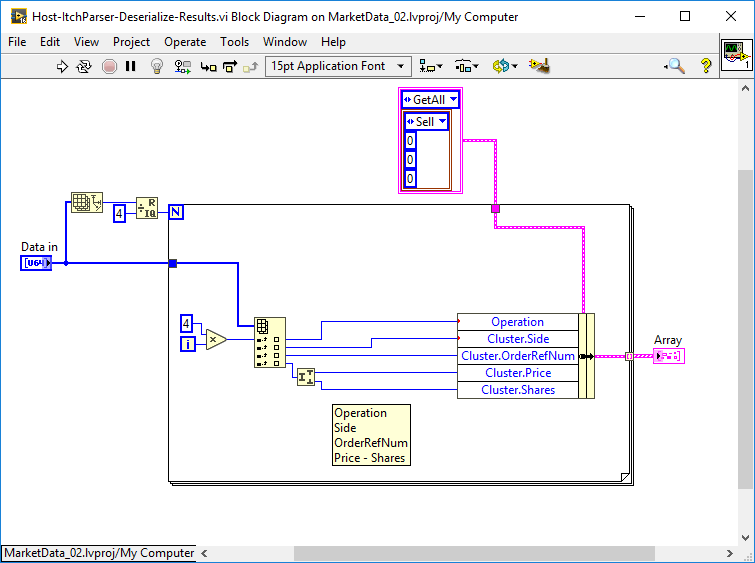 Host-ItchParser-Deserialize-Results.vi Block Diagram on MarketData_02.lvproj/My Computer
File Edit View Project Operate Tools Window Help
15pt Application Font
1
GetAll
Sell
0
0
0
R
IQ
4
N
Data in
U64
4
i
Operation
Cluster.Side
Cluster.OrderRefNum
Cluster.Price
Cluster.Shares
Array
Operation
Side
OrderRefNum
Price - Shares
MarketData_02.lvproj/My Computer